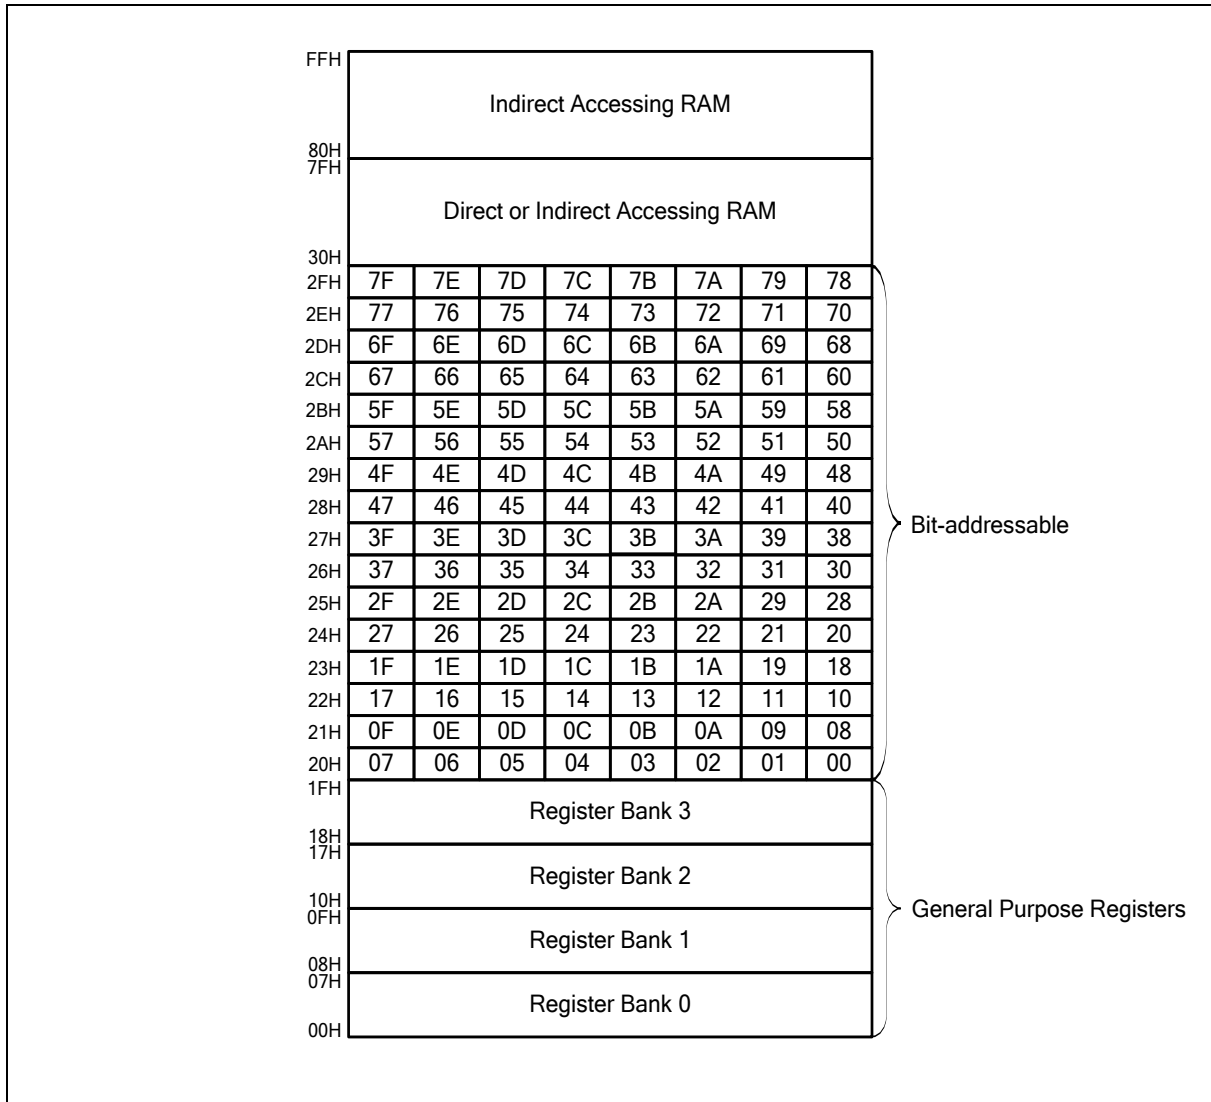 FFH
Indirect Accessing RAM
80H
7FH
Direct or Indirect Accessing RAM
30H
2FH 7F 7E 7D 7C 7B 7A 79 78
2EH 77 76 75 74 73 72 71 70
2DH 6F 6E 6D 6C 6B 6A 69 68
2CH 67 66 65 64 63 62 61 60
2BH 5F 5E 5D 5C 5B 5A 59 58
2AH 57 56 55 54 53 52 51 50
29H 4F 4E 4D 4C 4B 4A 49 48
28H 47 46 45 44 43 42 41 40
Bit-addressable
27H 3F 3E 3D 3C 3B 3A 39 38
26H 37 36 35 34 33 32 31 30
25H 2F 2E 2D 2C 2B 2A 29 28
24H 27 26 25 24 23 22 21 20
23H 1F 1E 1D 1C 1B 1A 19 18
22H 17 16 15 14 13 12 11 10
21H 0F 0E 0D 0C 0B 0A 09 08
20H 07 06 05 04 03 02 01 00
1FH
Register Bank 3
18H
17H
Register Bank 2
10H
General Purpose Registers
0FH
Register Bank 1
08H
07H
Register Bank 0
00H